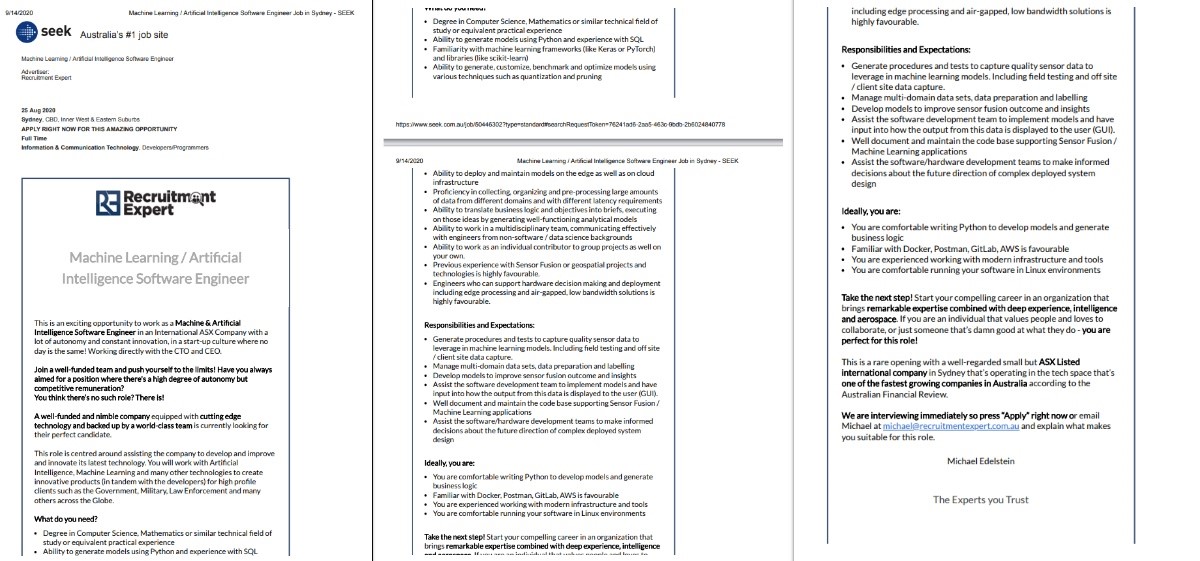 9/14/2020 Machine Learning / Artificial Intelligence Software Engineer Job in Sydney - SEEK
seek Australia's #1 job site
Machine Learning / Artificial Intelligence Software Engineer
Advertiser:
Recruitment Expert
25 Aug 2020
Sydney, CBD, Inner West & Eastern Suburbs
APPLY RIGHT NOW FOR THIS AMAZING OPPORTUNITY
Full Time
Information & Communication Technology, Developers/Programmers
Recruitment
Expert
Machine Learning / Artificial
Intelligence Software Engineer
This is an exciting opportunity to work as a Machine & Artificial
Intelligence Software Engineer in an International ASX Company with a
lot of autonomy and constant innovation, in a start-up culture where no
day is the same! Working directly with the CTO and CEO.
Join a well-funded team and push yourself to the limits! Have you always
aimed for a position where there's a high degree of autonomy but
competitive remuneration?
You think there's no such role? There is!
A well-funded and nimble company equipped with cutting edge
technology and backed up by a world-class team is currently looking for
their perfect candidate.
This role is centred around assisting the company to develop and improve
and innovate its latest technology. You will work with Artificial
Intelligence, Machine Learning and many other technologies to create
innovative products (in tandem with the developers) for high profile
clients such as the Government, Military, Law Enforcement and many
others across the Globe.
What do you need?
• Degree in Computer Science, Mathematics or similar technical field of
study or equivalent practical experience
• Ability to generate models using Python and experience with SQL
What do you need?
• Degree in Computer Science, Mathematics or similar technical field of
study or equivalent practical experience
• Ability to generate models using Python and experience with SQL
• Familiarity with machine learning frameworks (like Keras or PyTorch)
and libraries (like scikit-learn)
• Ability to generate, customize, benchmark and optimize models using
various techniques such as quantization and pruning
https://www.seek.com.au/job/50446302?type=standard#searchRequestToken=76241ad6-2aa5-463c-9bdb-2b6024840778
9/14/2020 Machine Learning / Artificial Intelligence Software Engineer Job in Sydney - SEEK
• Ability to deploy and maintain models on the edge as well as on cloud
infrastructure
• Proficiency in collecting, organizing and pre-processing large amounts
of data from different domains and with different latency requirements
• Ability to translate business logic and objectives into briefs, executing
on those ideas by generating well-functioning analytical models
• Ability to work in a multidisciplinary team, communicating effectively
with engineers from non-software / data science backgrounds
• Ability to work as an individual contributor to group projects as well on
your own.
• Previous experience with Sensor Fusion or geospatial projects and
technologies is highly favourable.
• Engineers who can support hardware decision making and deployment
including edge processing and air-gapped, low bandwidth solutions is
highly favourable.
Responsibilities and Expectations:
• Generate procedures and tests to capture quality sensor data to
leverage in machine learning models. Including field testing and off site
/ client site data capture.
• Manage multi-domain data sets, data preparation and labelling
• Develop models to improve sensor fusion outcome and insights
• Assist the software development team to implement models and have
input into how the output from this data is displayed to the user (GUI).
• Well document and maintain the code base supporting Sensor Fusion /
Machine Learning applications
• Assist the software/hardware development teams to make informed
decisions about the future direction of complex deployed system
design
Ideally, you are:
• You are comfortable writing Python to develop models and generate
business logic
• Familiar with Docker, Postman, GitLab, AWS is favourable
• You are experienced working with modern infrastructure and tools
• You are comfortable running your software in Linux environments
Take the next step! Start your compelling career in an organization that
brings remarkable expertise combined with deep experience, intelligence
and aerospace. If you are an individual that values people and loves to
including edge processing and air-gapped, low bandwidth solutions is
highly favourable.
Responsibilities and Expectations:
• Generate procedures and tests to capture quality sensor data to
leverage in machine learning models. Including field testing and off site
/ client site data capture.
• Manage multi-domain data sets, data preparation and labelling
• Develop models to improve sensor fusion outcome and insights
• Assist the software development team to implement models and have
input into how the output from this data is displayed to the user (GUI).
• Well document and maintain the code base supporting Sensor Fusion /
Machine Learning applications
• Assist the software/hardware development teams to make informed
decisions about the future direction of complex deployed system
design
Ideally, you are:
• You are comfortable writing Python to develop models and generate
business logic
• Familiar with Docker, Postman, GitLab, AWS is favourable
• You are experienced working with modern infrastructure and tools
• You are comfortable running your software in Linux environments
Take the next step! Start your compelling career in an organization that
brings remarkable expertise combined with deep experience, intelligence
and aerospace. If you are an individual that values people and loves to
collaborate, or just someone that's damn good at what they do - you are
perfect for this role!
This is a rare opening with a well-regarded small but ASX Listed
international company in Sydney that's operating in the tech space that's
one of the fastest growing companies in Australia according to the
Australian Financial Review.
We are interviewing immediately so press "Apply" right now or email
Michael at michael@recruitmentexpert.com.au and explain what makes
you suitable for this role.
Michael Edelstein
The Experts you Trust